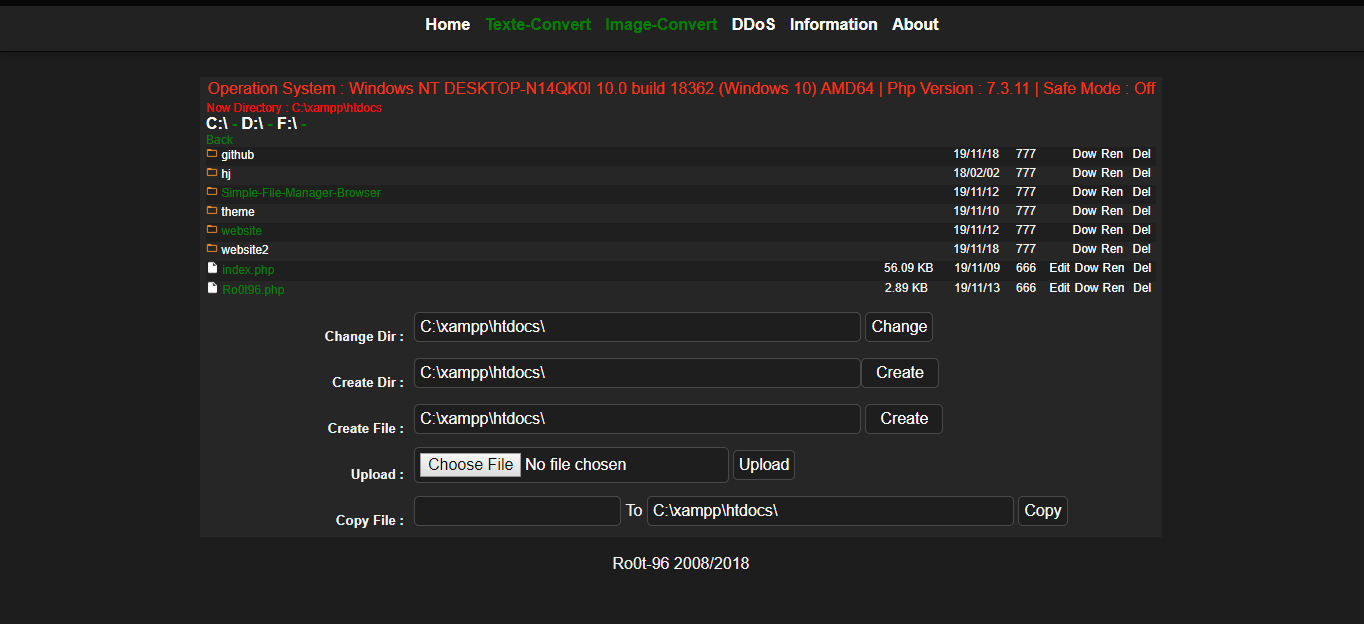 Home Texte-Convert Image-Convert DDoS Information About
Operation System : Windows NT DESKTOP-N14QK0I 10.0 build 18362 (Windows 10) AMD64 | Php Version : 7.3.11 | Safe Mode : Off
Now Directory : C:\xampp\htdocs
C:\ - D:\ - F:\ -
Back
github 19/11/18 777 Dow Ren Del
hj 18/02/02 777 Dow Ren Del
Simple-File-Manager-Browser 19/11/12 777 Dow Ren Del
theme 19/11/10 777 Dow Ren Del
website 19/11/12 777 Dow Ren Del
website2 19/11/18 777 Dow Ren Del
index.php 56.09 KB 19/11/09 666 Edit Dow Ren Del
Ro0t96.php 2.89 KB 19/11/13 666 Edit Dow Ren Del
Change Dir : C:\xampp\htdocs\ Change
Create Dir : C:\xampp\htdocs\ Create
Create File : C:\xampp\htdocs\ Create
Upload : Choose File No file chosen Upload
Copy File : To C:\xampp\htdocs\ Copy
Ro0t-96 2008/2018